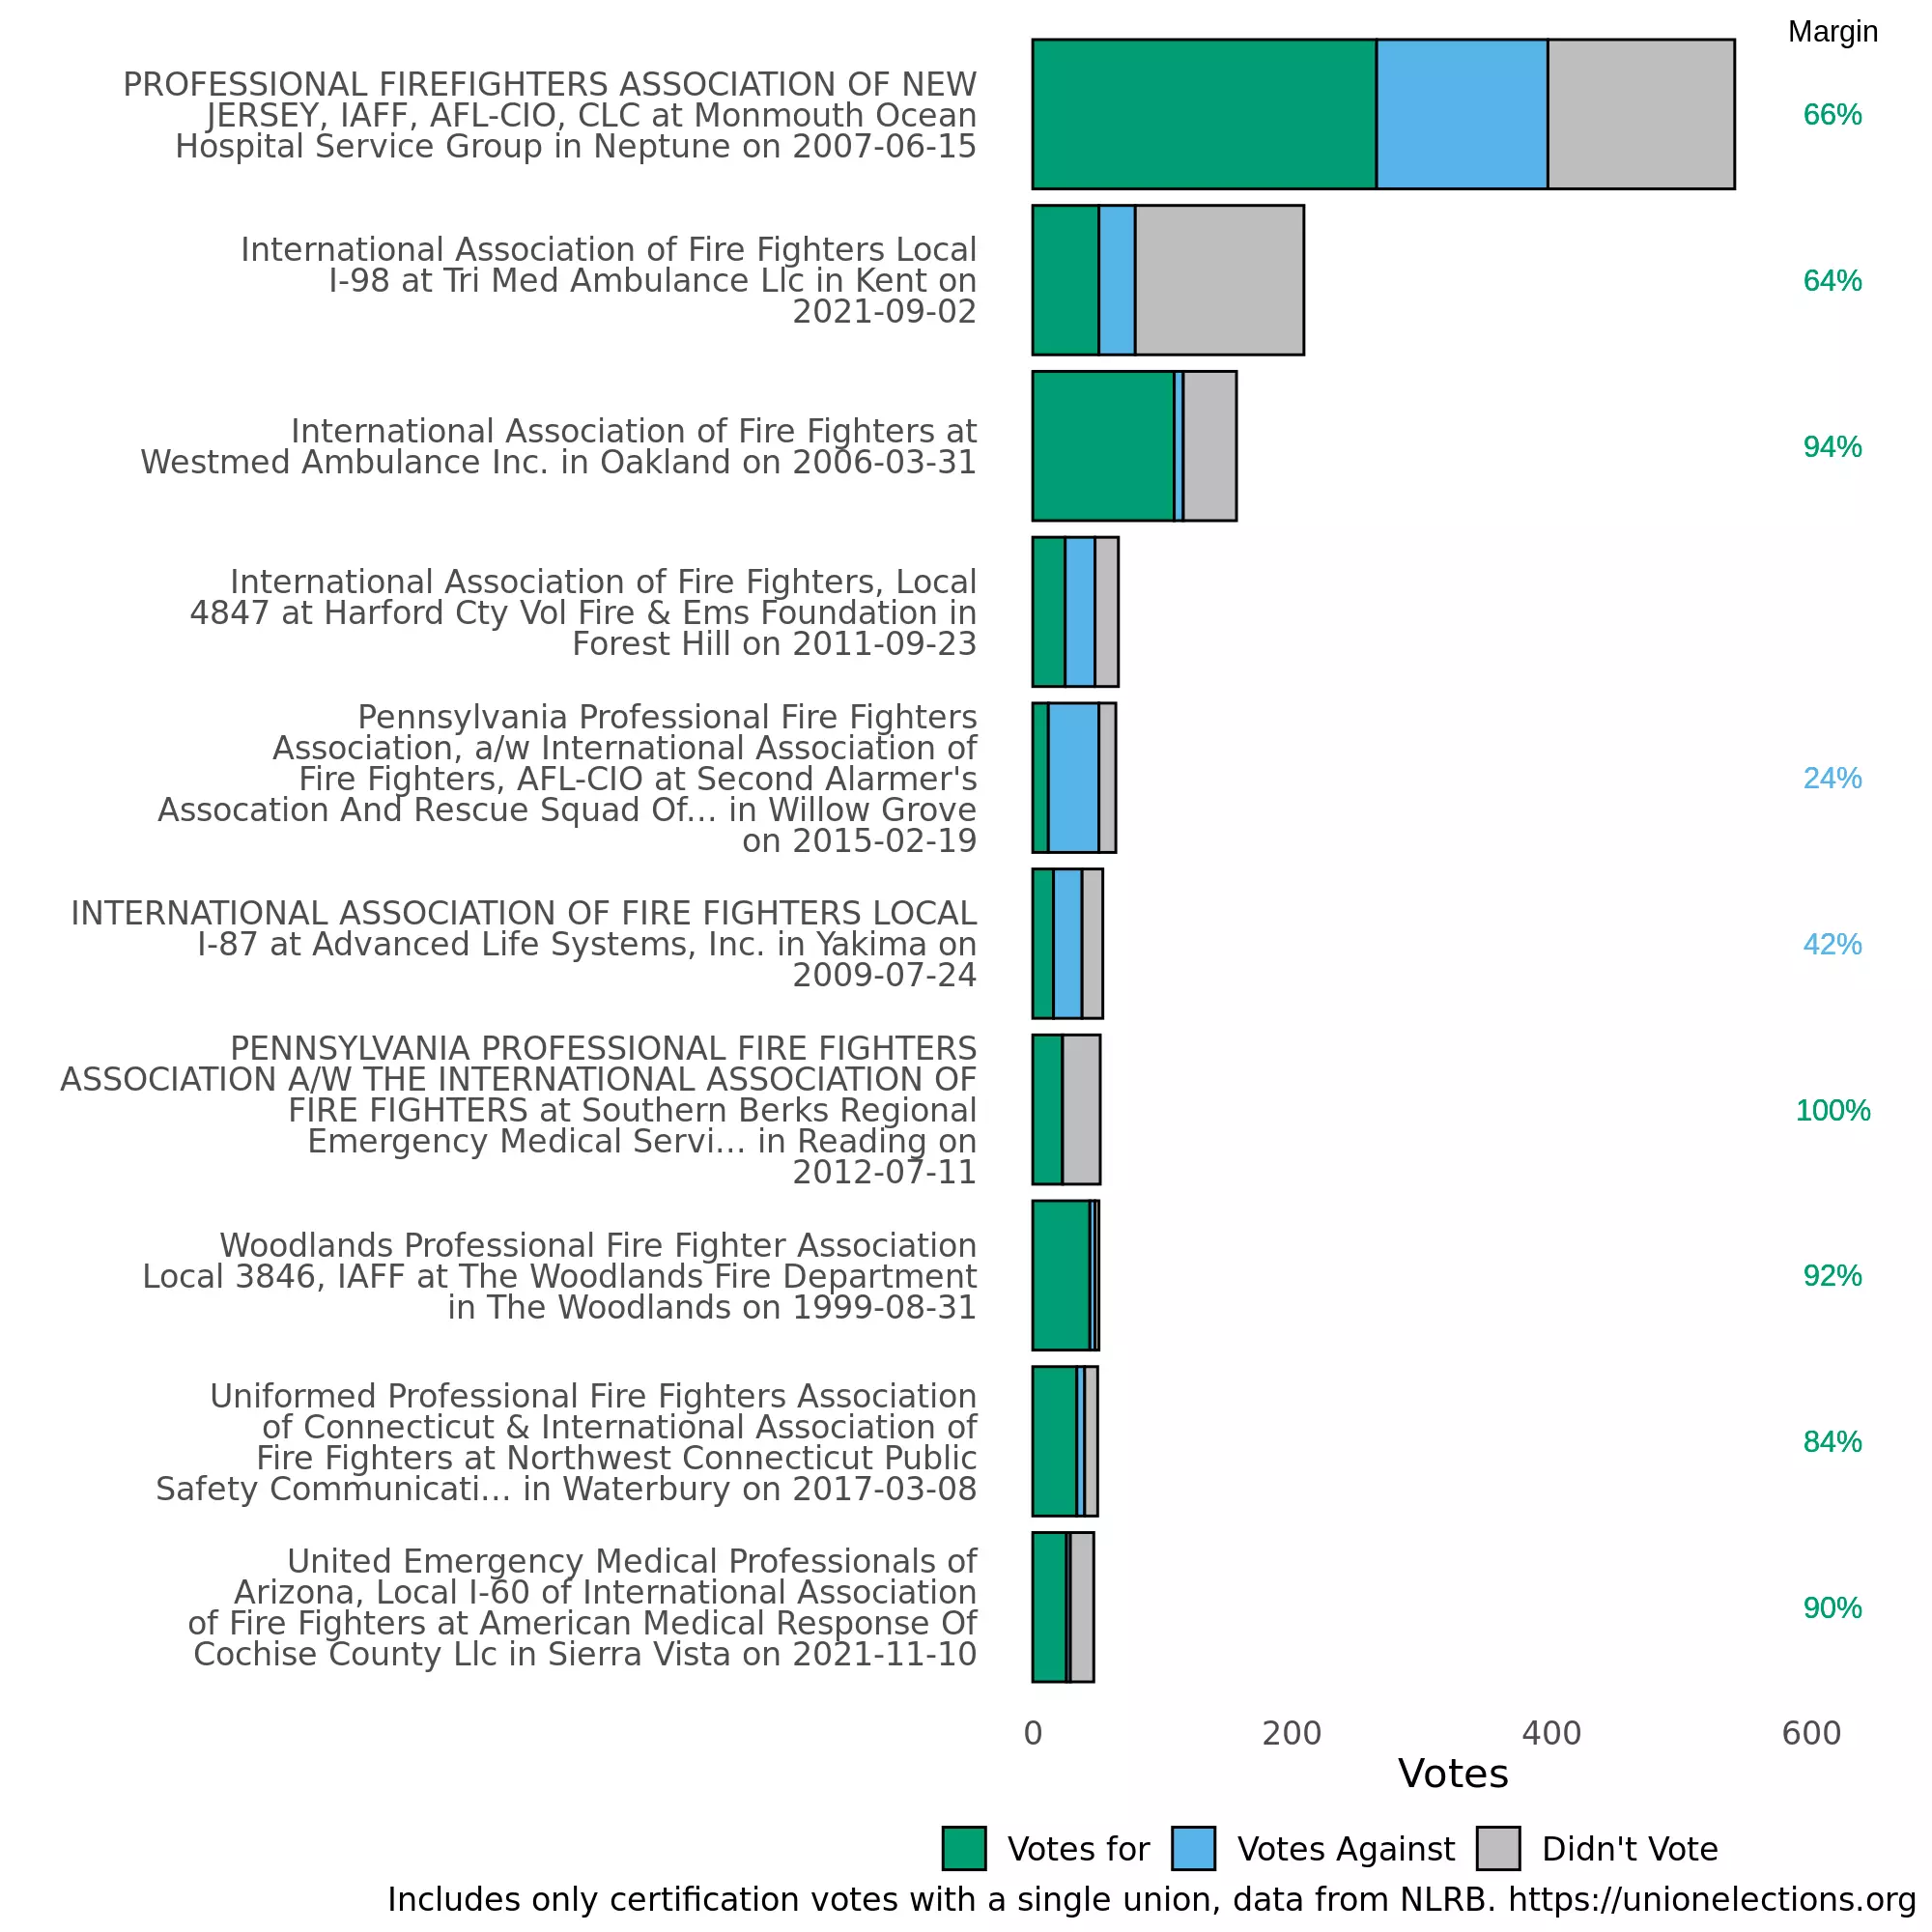 Margin
PROFESSIONAL FIREFIGHTERS ASSOCIATION OF NEW
JERSEY, IAFF, AFL-CIO, CLC at Monmouth Ocean
Hospital Service Group in Neptune on 2007-06-15
66%
International Association of Fire Fighters Local
I-98 at Tri Med Ambulance Llc in Kent on
2021-09-02
64%
International Association of Fire Fighters at
Westmed Ambulance Inc. in Oakland on 2006-03-31
94%
International Association of Fire Fighters, Local
4847 at Harford Cty Vol Fire & Ems Foundation in
Forest Hill on 2011-09-23
Pennsylvania Professional Fire Fighters
Association, a/w International Association of
Fire Fighters, AFL-CIO at Second Alarmer's
Assocation And Rescue Squad Of... in Willow Grove
on 2015-02-19
24%
INTERNATIONAL ASSOCIATION OF FIRE FIGHTERS LOCAL
I-87 at Advanced Life Systems, Inc. in Yakima on
2009-07-24
42%
PENNSYLVANIA PROFESSIONAL FIRE FIGHTERS
ASSOCIATION A/W THE INTERNATIONAL ASSOCIATION OF
FIRE FIGHTERS at Southern Berks Regional
Emergency Medical Servi... in Reading on
2012-07-11
100%
Woodlands Professional Fire Fighter Association
Local 3846, IAFF at The Woodlands Fire Department
in The Woodlands on 1999-08-31
92%
Uniformed Professional Fire Fighters Association
of Connecticut & International Association of
Fire Fighters at Northwest Connecticut Public
Safety Communicati... in Waterbury on 2017-03-08
84%
United Emergency Medical Professionals of
Arizona, Local I-60 of International Association
of Fire Fighters at American Medical Response Of
Cochise County Llc in Sierra Vista on 2021-11-10
90%
0 200 400 600
Votes
Votes for Votes Against Didn't Vote
Includes only certification votes with a single union, data from NLRB. https://unionelections.org